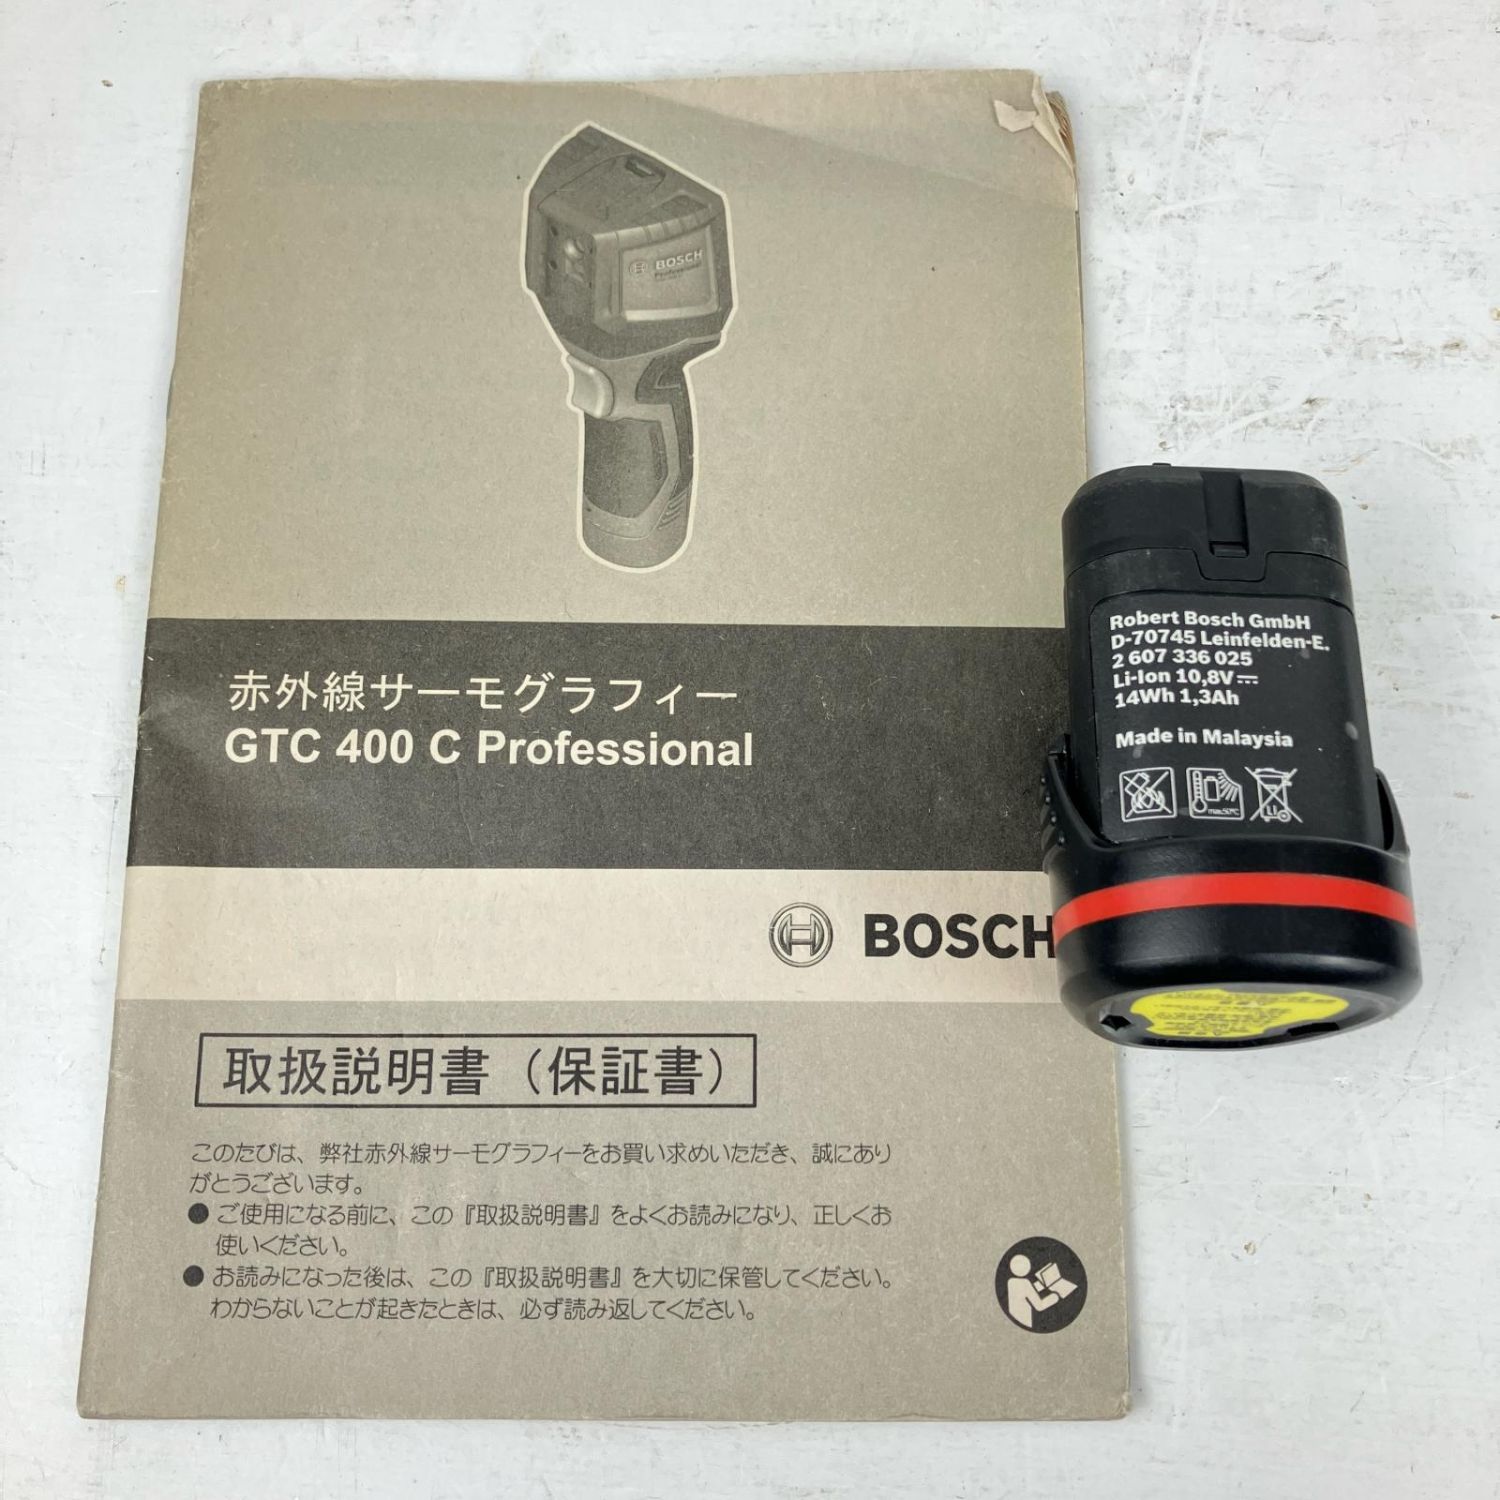 BOSCH
Professional
赤外線サーモグラフィー
GTC 400 C Professional
BOSCH
取扱説明書（保証書）
このたびは、弊社赤外線サーモグラフィーをお買い求めいただき、誠にあり
がとうございます。
● ご使用になる前に、この『取扱説明書』をよくお読みになり、正しくお
使いください。
● お読みになった後は、この『取扱説明書』を大切に保管してください。
わからないことが起きたときは、必ず読み返してください。
Robert Bosch GmbH
D-70745 Leinfelden-E.
2 607 336 025
Li-Ion 10,8V⎓
14Wh 1,3Ah
Made in Malaysia
max.50°C
Li